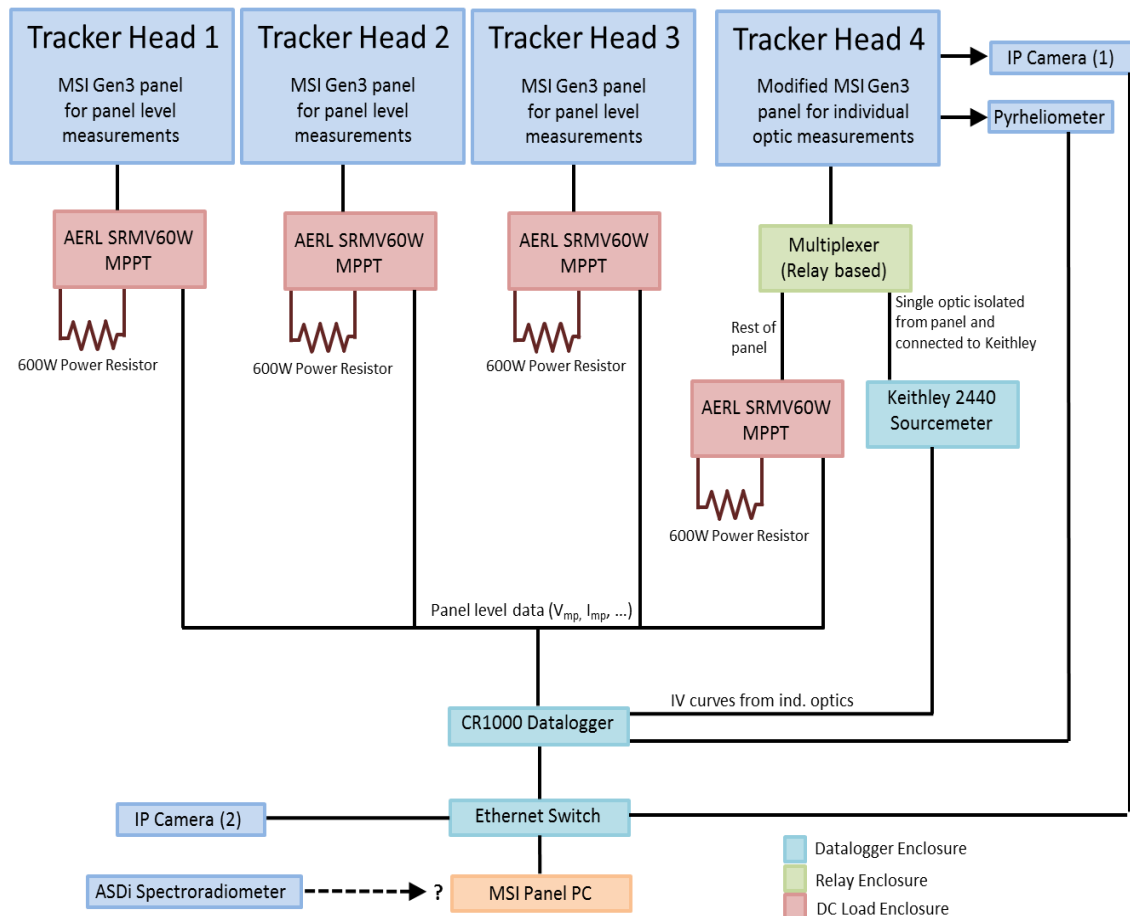 Tracker Head 1
MSI Gen3 panel
for panel level
measurements
Tracker Head 2
MSI Gen3 panel
for panel level
measurements
Tracker Head 3
MSI Gen3 panel
for panel level
measurements
Tracker Head 4
Modified MSI Gen3
panel for individual
optic measurements
IP Camera (1)
Pyrheliometer
AERL SRMV60W
MPPT
600W Power Resistor
AERL SRMV60W
MPPT
600W Power Resistor
AERL SRMV60W
MPPT
600W Power Resistor
Multiplexer
(Relay based)
Rest of
panel
Single optic isolated
from panel and
connected to Keithley
AERL SRMV60W
MPPT
600W Power Resistor
Keithley 2440
Sourcemeter
Panel level data (Vmp, Imp, ...)
IV curves from ind. optics
CR1000 Datalogger
IP Camera (2)
Ethernet Switch
ASDi Spectroradiometer
?
MSI Panel PC
Datalogger Enclosure
Relay Enclosure
DC Load Enclosure